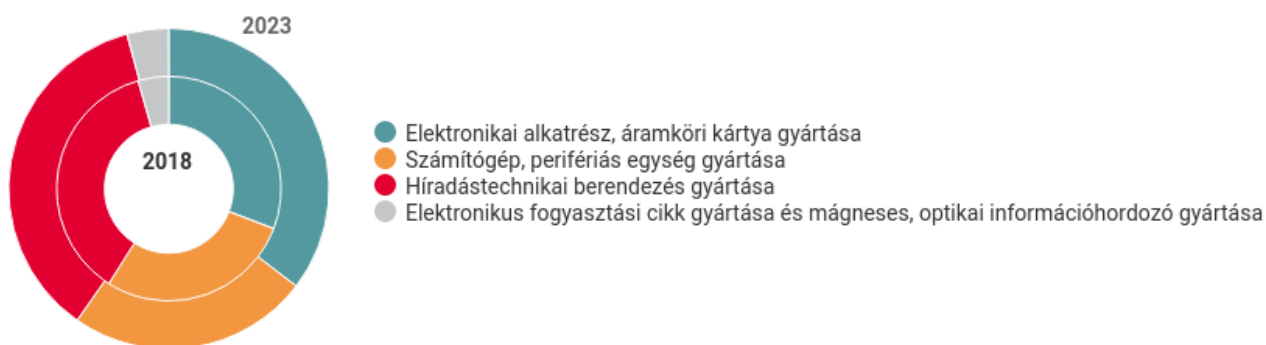 2023
2018
Elektronikai alkatrész, áramköri kártya gyártása
Számítógép, perifériás egység gyártása
Híradástechnikai berendezés gyártása
Elektronikus fogyasztási cikk gyártása és mágneses, optikai információhordozó gyártása